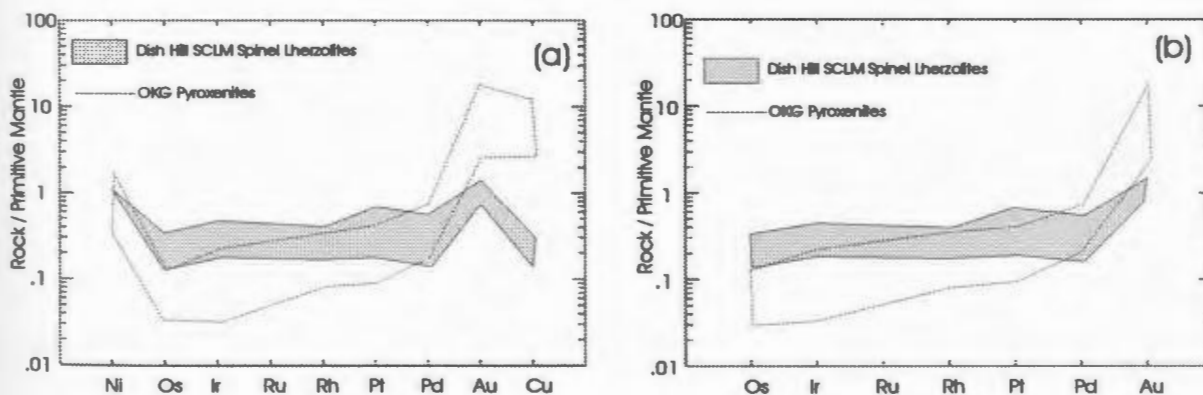 100
10
1
.1
.01
Rock / Primitive Mantle
Dish Hill SCLM Spinel Lherzolites
OKG Pyroxenites
(a)
Ni Os Ir Ru Rh Pt Pd Au Cu
100
10
1
.1
.01
Rock / Primitive Mantle
Dish Hill SCLM Spinel Lherzolites
OKG Pyroxenites
(b)
Os Ir Ru Rh Pt Pd Au